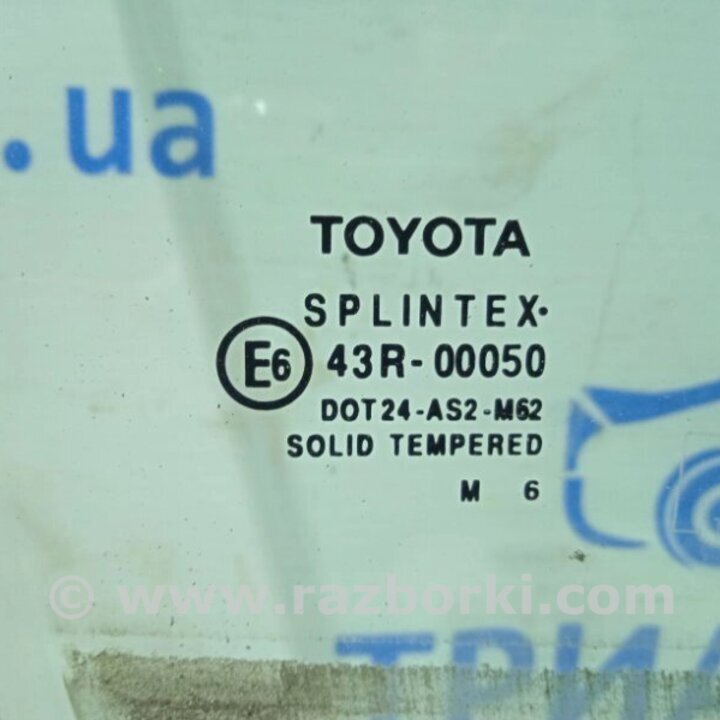 .ua
TOYOTA
SPLINTEX·
E6 43R-00050
DOT24-AS2-M62
SOLID TEMPERED
M 6
© www.razborki.com